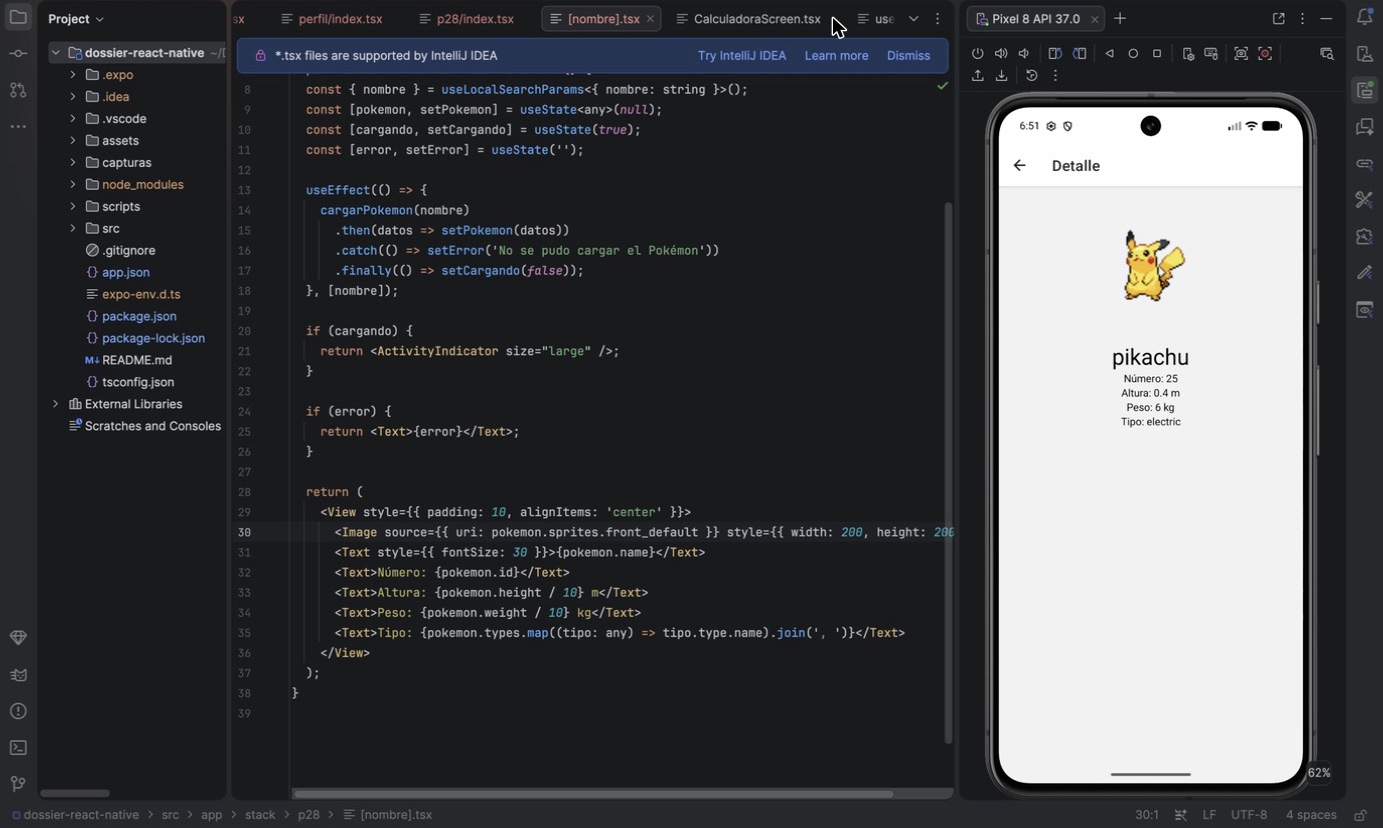 Project
sx
perfil/index.tsx
p28/index.tsx
[nombre].tsx
CalculadoraScreen.tsx
use
Pixel 8 API 37.0
*.tsx files are supported by IntelliJ IDEA
Try IntelliJ IDEA
Learn more
Dismiss
dossier-react-native ~/D
.expo
.idea
.vscode
assets
capturas
node_modules
scripts
src
.gitignore
app.json
expo-env.d.ts
package.json
package-lock.json
README.md
tsconfig.json
External Libraries
Scratches and Consoles
8 const { nombre } = useLocalSearchParams<{ nombre: string }>();
9 const [pokemon, setPokemon] = useState<any>(null);
10 const [cargando, setCargando] = useState(true);
11 const [error, setError] = useState('');
12
13 useEffect(() => {
14 cargarPokemon(nombre)
15 .then(datos => setPokemon(datos))
16 .catch(() => setError('No se pudo cargar el Pokémon'))
17 .finally(() => setCargando(false));
18 }, [nombre]);
19
20 if (cargando) {
21 return <ActivityIndicator size="large" />;
22 }
23
24 if (error) {
25 return <Text>{error}</Text>;
26 }
27
28 return (
29 <View style={{ padding: 10, alignItems: 'center' }}>
30 <Image source={{ uri: pokemon.sprites.front_default }} style={{ width: 200, height: 200
31 <Text style={{ fontSize: 30 }}>{pokemon.name}</Text>
32 <Text>Número: {pokemon.id}</Text>
33 <Text>Altura: {pokemon.height / 10} m</Text>
34 <Text>Peso: {pokemon.weight / 10} kg</Text>
35 <Text>Tipo: {pokemon.types.map((tipo: any) => tipo.type.name).join(', ')}</Text>
36 </View>
37 );
38 }
39
6:51
Detalle
pikachu
Número: 25
Altura: 0.4 m
Peso: 6 kg
Tipo: electric
62%
dossier-react-native > src > app > stack > p28 > [nombre].tsx
30:1
LF
UTF-8
4 spaces